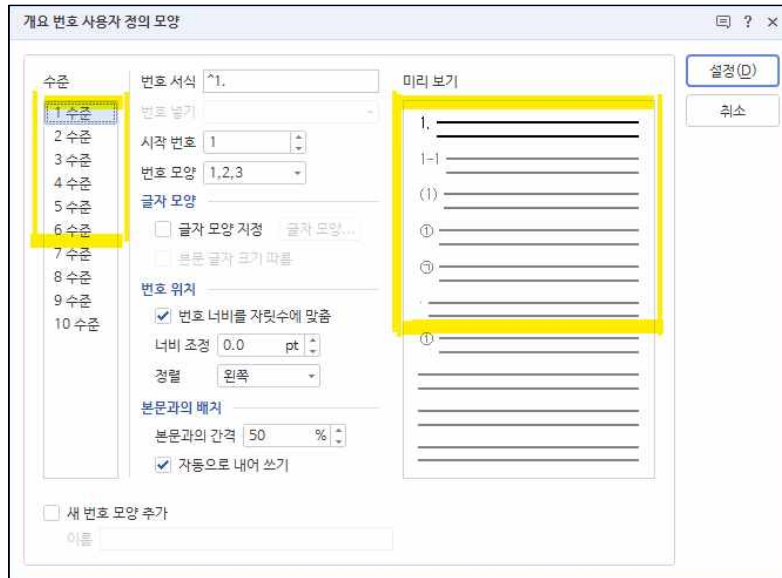 개요 번호 사용자 정의 모양
설정(D)
취소
수준
1 수준
2 수준
3 수준
4 수준
5 수준
6 수준
7 수준
8 수준
9 수준
10 수준
번호 서식 ^1.
번호 넣기
시작 번호 1
번호 모양 1,2,3
글자 모양
글자 모양 지정 글자 모양...
본문 글자 크기 따름
번호 위치
번호 너비를 자릿수에 맞춤
너비 조정 0.0 pt
정렬 왼쪽
본문과의 배치
본문과의 간격 50 %
자동으로 내어 쓰기
미리 보기
1.
1-1
(1)
①
㉠
·
①
새 번호 모양 추가
이름